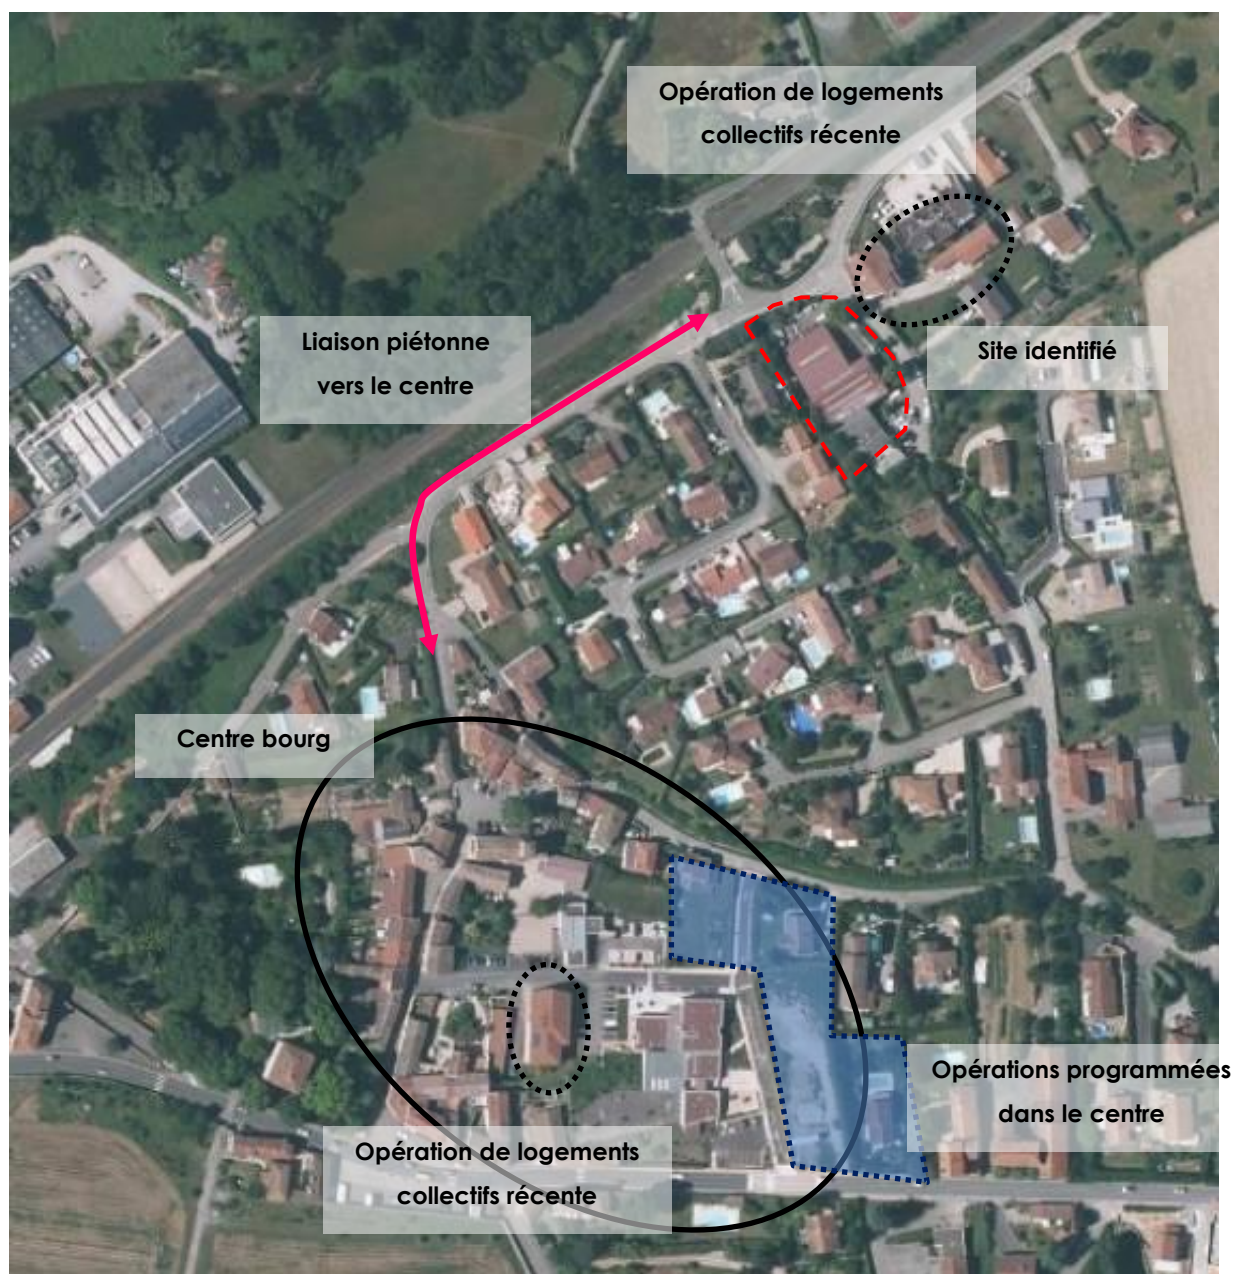 Opération de logements
collectifs récente
Liaison piétonne
vers le centre
Site identifié
Centre bourg
Opérations programmées
dans le centre
Opération de logements
collectifs récente